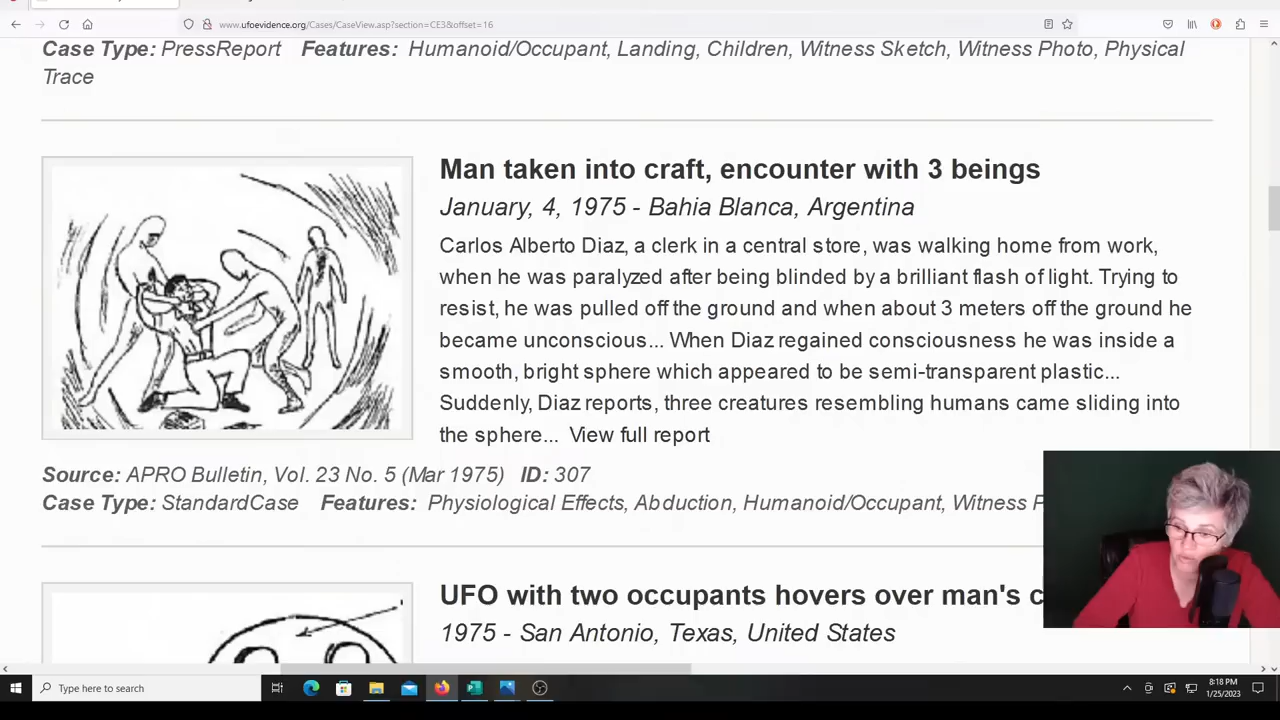 www.ufoevidence.org/Cases/CaseView.asp?section=CE3&offset=16
Case Type: PressReport Features: Humanoid/Occupant, Landing, Children, Witness Sketch, Witness Photo, Physical
Trace
Man taken into craft, encounter with 3 beings
January, 4, 1975 - Bahia Blanca, Argentina
Carlos Alberto Diaz, a clerk in a central store, was walking home from work,
when he was paralyzed after being blinded by a brilliant flash of light. Trying to
resist, he was pulled off the ground and when about 3 meters off the ground he
became unconscious... When Diaz regained consciousness he was inside a
smooth, bright sphere which appeared to be semi-transparent plastic...
Suddenly, Diaz reports, three creatures resembling humans came sliding into
the sphere... View full report
Source: APRO Bulletin, Vol. 23 No. 5 (Mar 1975) ID: 307
Case Type: StandardCase Features: Physiological Effects, Abduction, Humanoid/Occupant, Witness
UFO with two occupants hovers over man's
1975 - San Antonio, Texas, United States
Type here to search
8:18 PM
1/25/2023